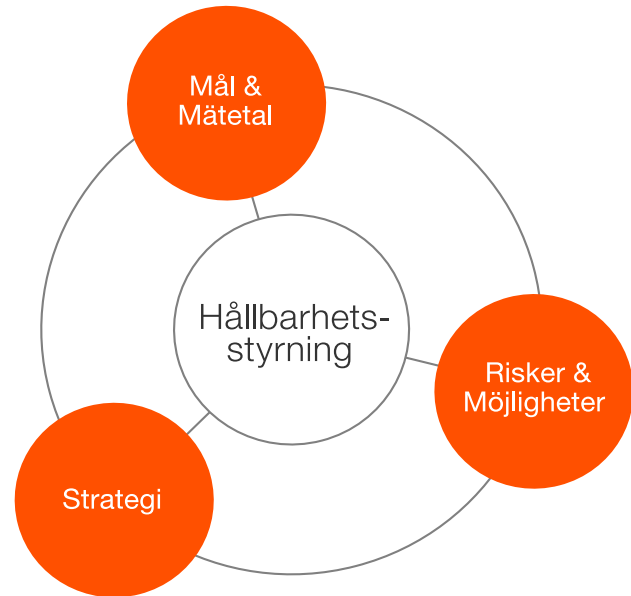 Mål &
Mätetal
Hållbarhets-
styrning
Risker &
Möjligheter
Strategi